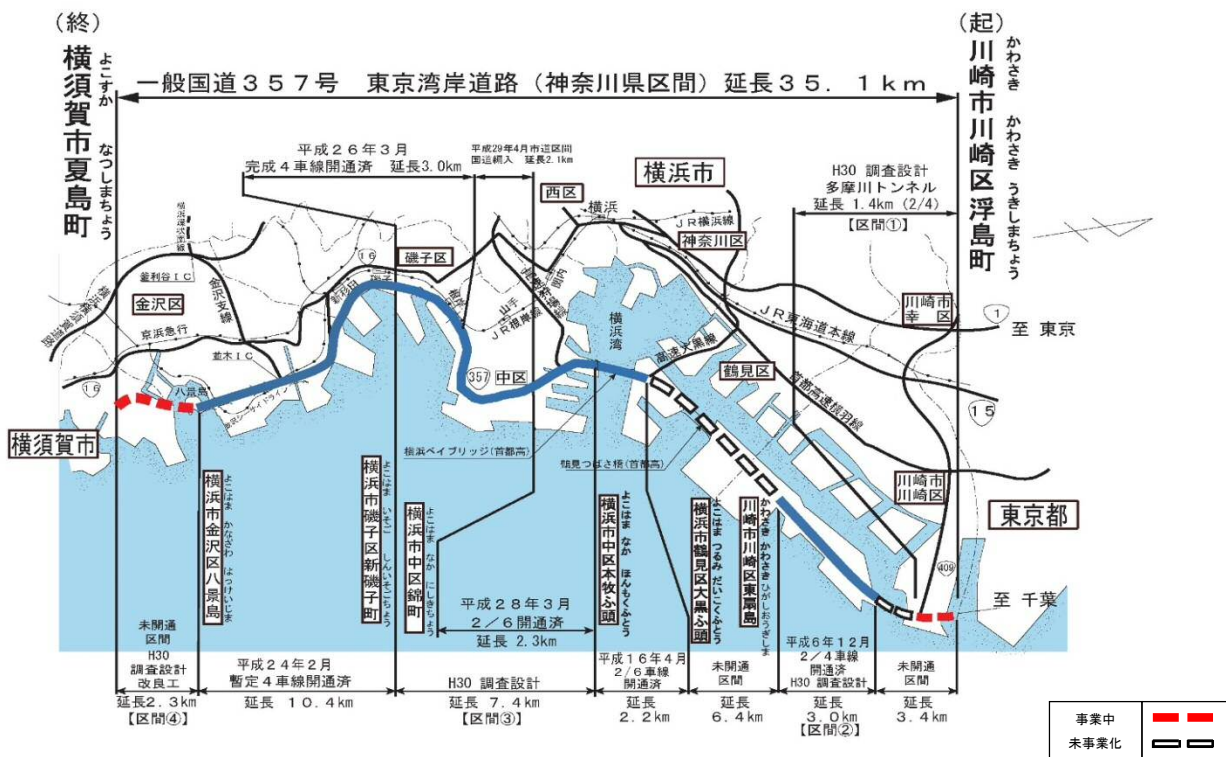 (終)
横須賀市夏島町
よこすか なつしまちょう
(起)
川崎市川崎区浮島町
かわさき かわさき うきしまちょう
一般国道357号 東京湾岸道路(神奈川県区間)延長35.1km
平成26年3月
完成4車線開通済 延長3.0km
平成29年4月市道区間
国道編入 延長2.1km
西区
横浜
横浜市
H30 調査設計
多摩川トンネル
延長 1.4km (2/4)
【区間①】
JR横浜線
神奈川区
16
磯子区
磯子
新杉田
根岸
山手
JR根岸線
関内
横浜湾
釜利谷IC
金沢区
金沢支線
京浜急行
並木IC
16
八景島
金沢シーサイドライン
横須賀市
357
中区
高速大黒線
鶴見区
JR東海道本線
川崎市
幸区
1
至 東京
15
首都高速横羽線
横浜ベイブリッジ(首都高)
鶴見つばさ橋(首都高)
川崎市
川崎区
東京都
409
至 千葉
横浜市金沢区八景島
よこはま かなざわ はっけいじま
横浜市磯子区新磯子町
よこはま いそご しんいそごちょう
横浜市中区錦町
よこはま なか にしきちょう
横浜市中区本牧ふ頭
よこはま なか ほんもくふとう
横浜市鶴見区大黒ふ頭
よこはま つるみ だいこくふとう
川崎市川崎区東扇島
かわさき かわさき ひがしおうぎしま
平成28年3月
2/6開通済
延長 2.3km
未開通
区間
H30
調査設計
改良工
延長2.3km
【区間④】
平成24年2月
暫定4車線開通済
延長 10.4km
H30 調査設計
延長 7.4km
【区間③】
平成16年4月
2/6車線
開通済
延長
2.2km
未開通
区間
延長
6.4km
平成6年12月
2/4車線
開通済
H30 調査設計
延長
3.0km
【区間②】
未開通
区間
延長
3.4km
事業中
未事業化